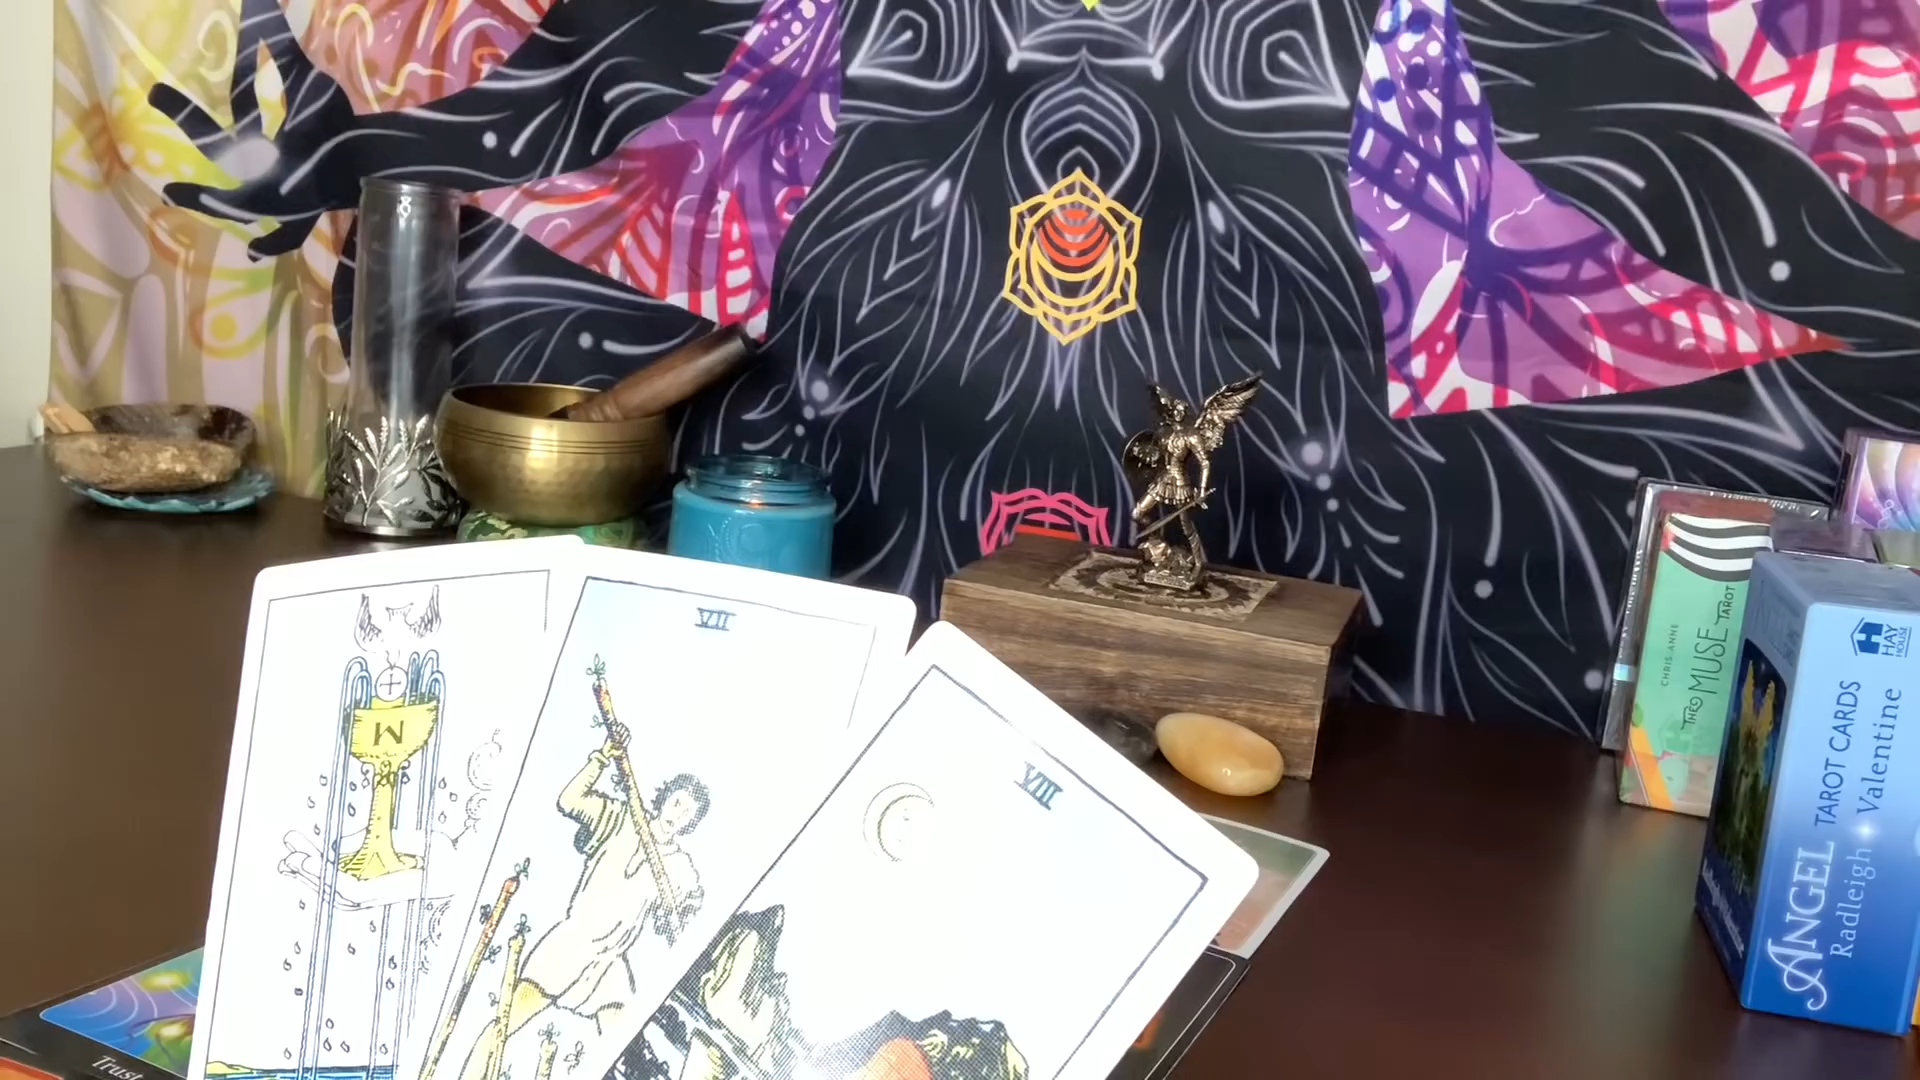 VII
VIII
M
Trust
CHRIS-ANNE
THE MUSE TAROT
HAY
HOUSE
ANGEL TAROT CARDS
Radleigh Valentine